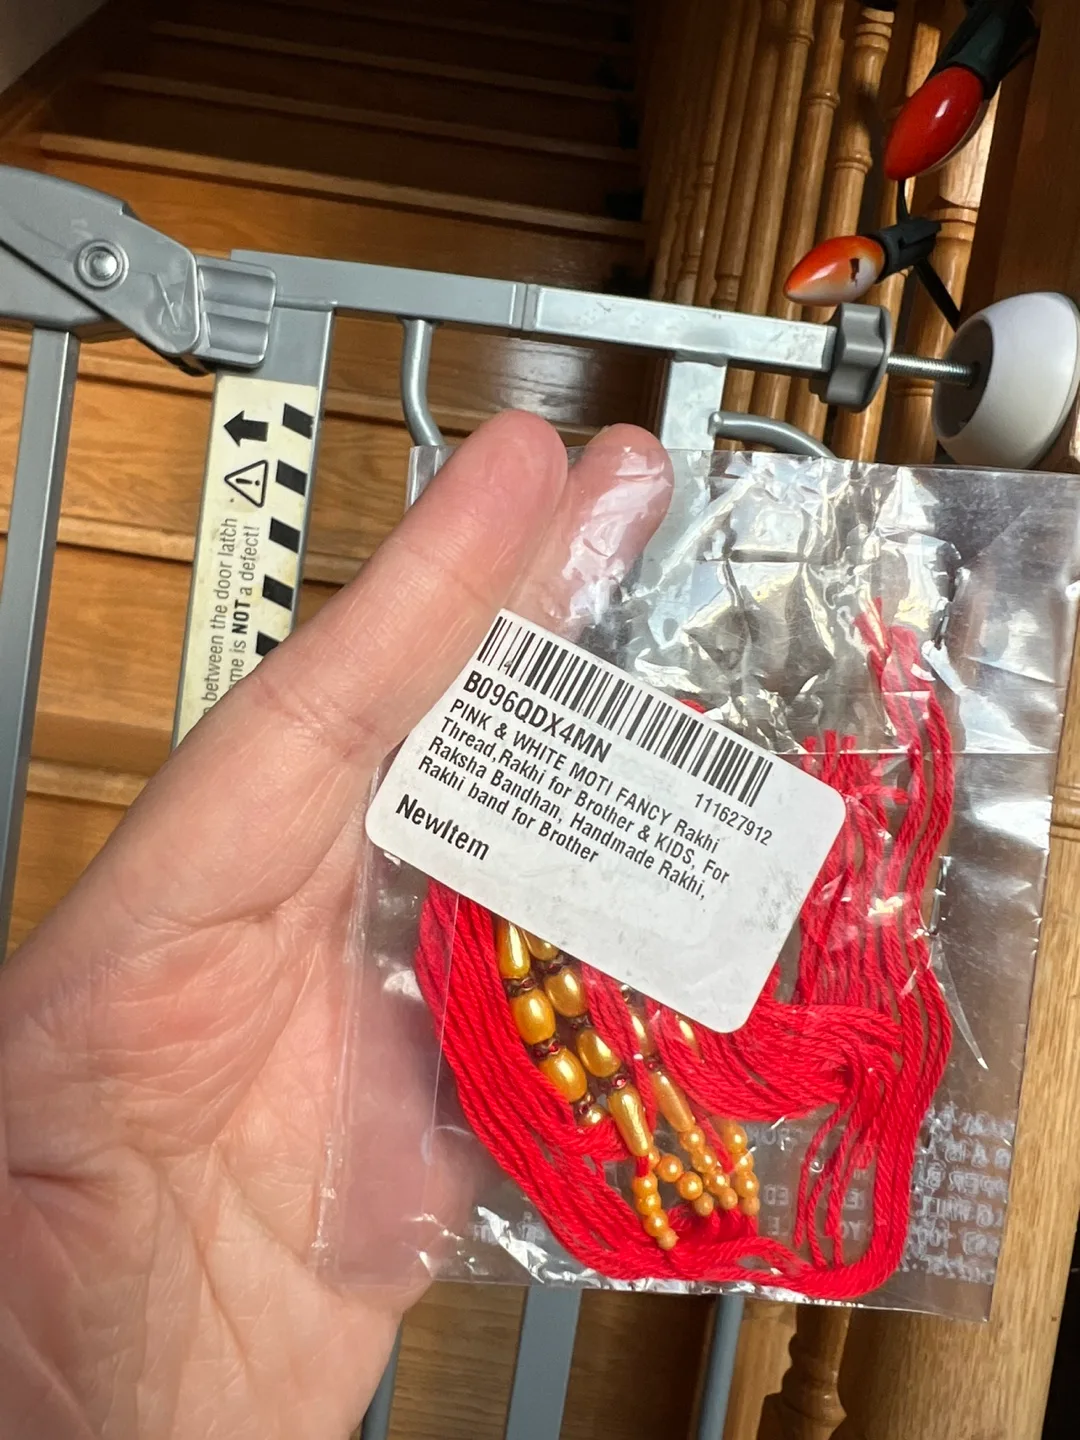 between the door latch
ame is NOT a defect!
B096QDX4MN
111627912
PINK & WHITE MOTI FANCY Rakhi
Thread,Rakhi for Brother & KIDS, For
Raksha Bandhan, Handmade Rakhi,
Rakhi band for Brother
NewItem